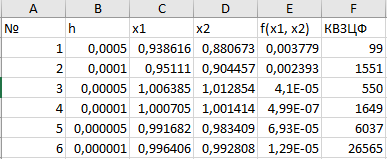 A B C D E F
№ h x1 x2 f(x1, x2) КВЗЦФ
1 0,0005 0,938616 0,880673 0,003779 99
2 0,0001 0,95111 0,904457 0,002393 1551
3 0,00005 1,006385 1,012854 4,1E-05 550
4 0,00001 1,000705 1,001414 4,99E-07 1649
5 0,000005 0,991682 0,983409 6,93E-05 6037
6 0,000001 0,996406 0,992808 1,29E-05 26565